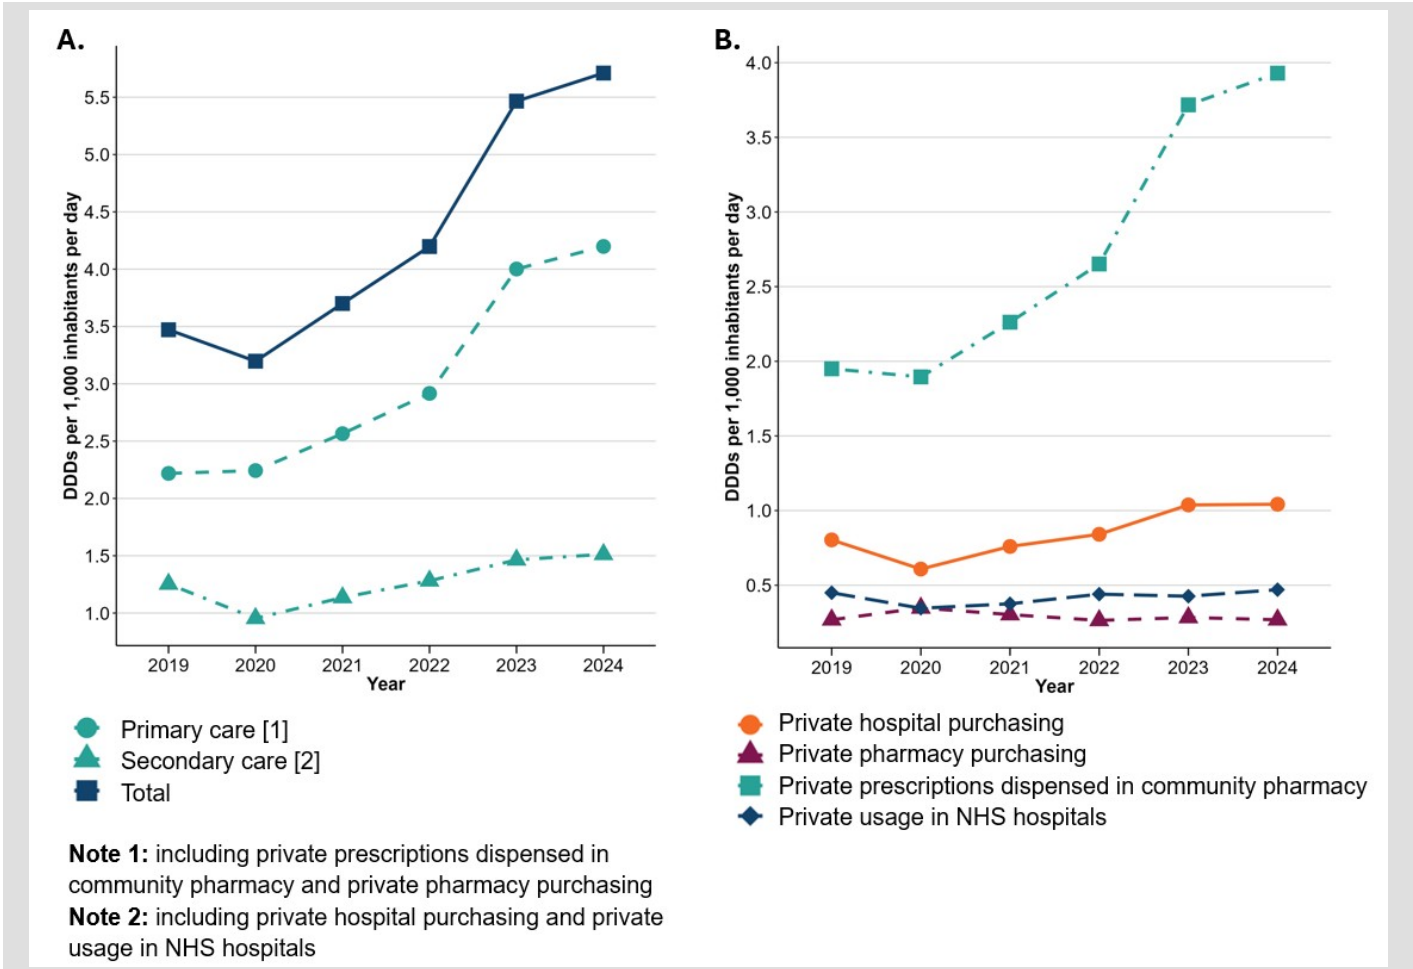 A.
DDDs per 1,000 inhabitants per day
5.5
5.0
4.5
4.0
3.5
3.0
2.5
2.0
1.5
1.0
2019 2020 2021 2022 2023 2024
Year
Primary care [1]
Secondary care [2]
Total
Note 1: including private prescriptions dispensed in
community pharmacy and private pharmacy purchasing
Note 2: including private hospital purchasing and private
usage in NHS hospitals
B.
DDDs per 1,000 inhabitants per day
4.0
3.5
3.0
2.5
2.0
1.5
1.0
0.5
2019 2020 2021 2022 2023 2024
Year
Private hospital purchasing
Private pharmacy purchasing
Private prescriptions dispensed in community pharmacy
Private usage in NHS hospitals